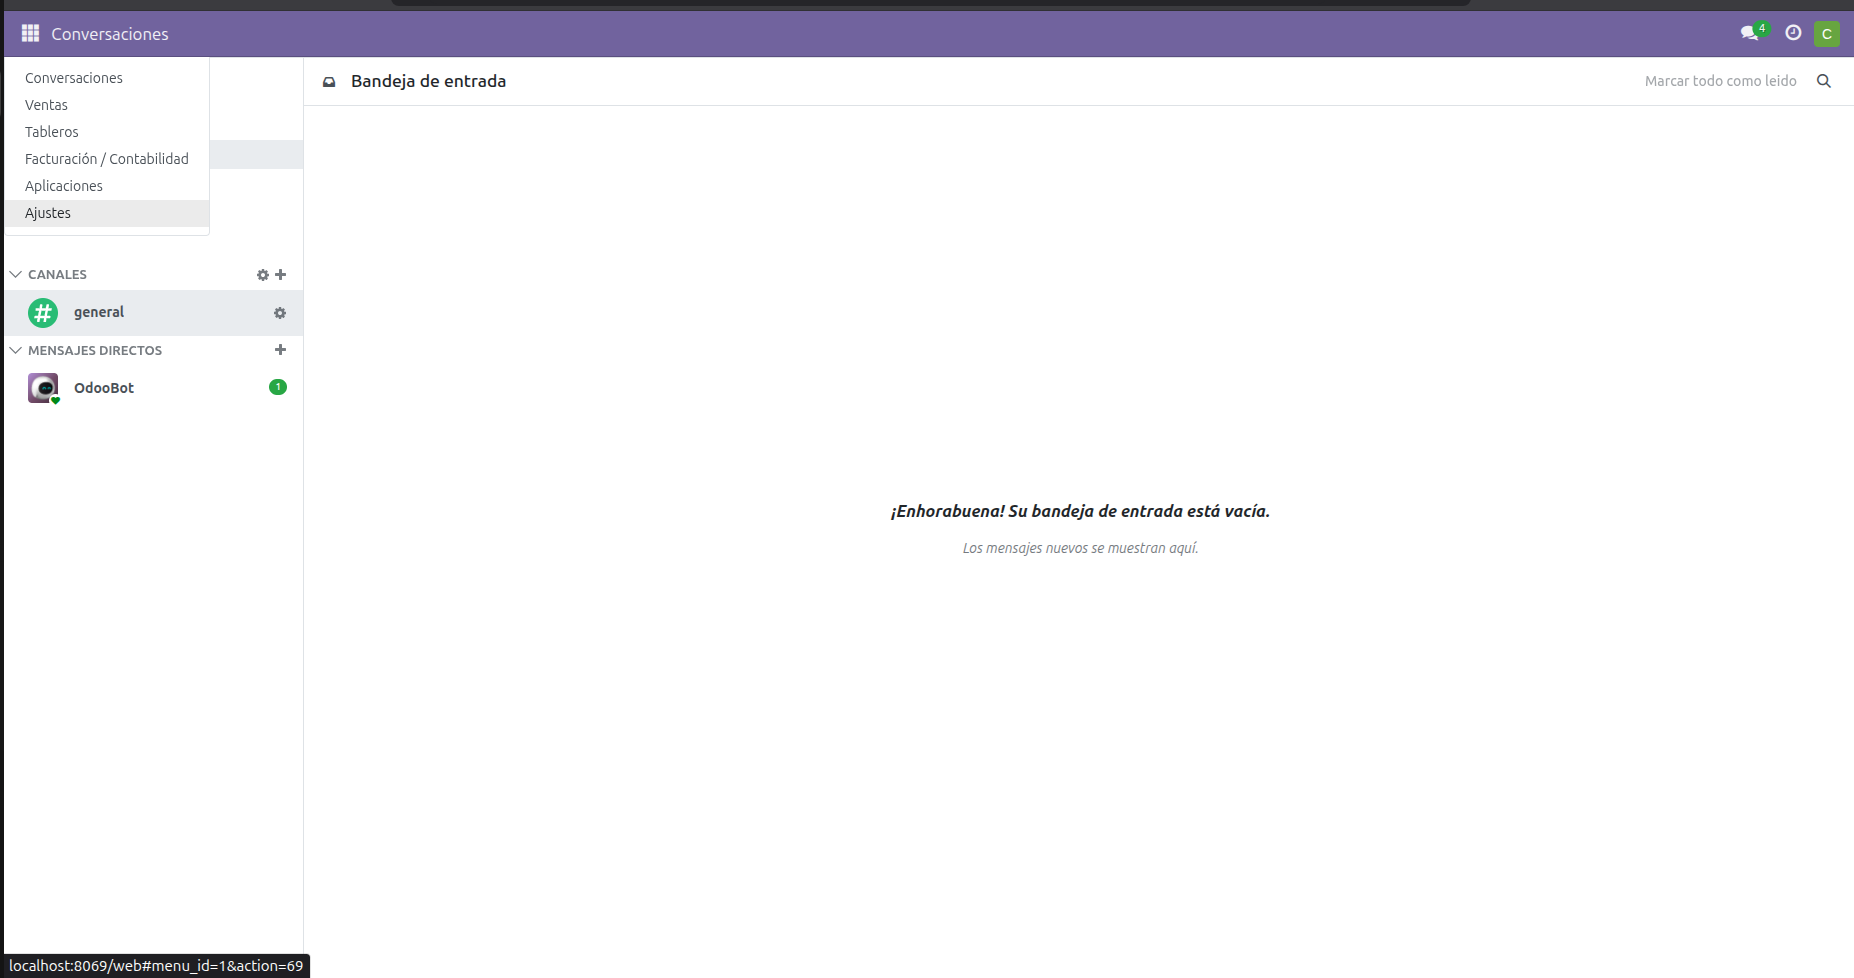 Conversaciones
4
C
Conversaciones
Ventas
Tableros
Facturación / Contabilidad
Aplicaciones
Ajustes
Bandeja de entrada
Marcar todo como leido
CANALES
general
MENSAJES DIRECTOS
OdooBot
1
¡Enhorabuena! Su bandeja de entrada está vacía.
Los mensajes nuevos se muestran aquí.
localhost:8069/web#menu_id=1&action=69